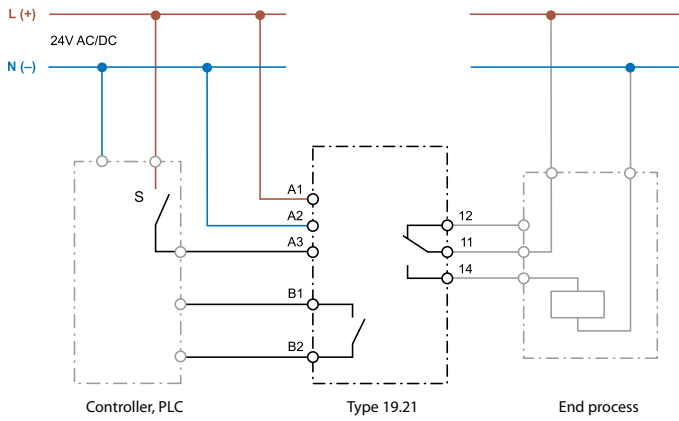 L (+)
24V AC/DC
N (–)
S
A1
A2
A3
B1
B2
12
11
14
Controller, PLC
Type 19.21
End process